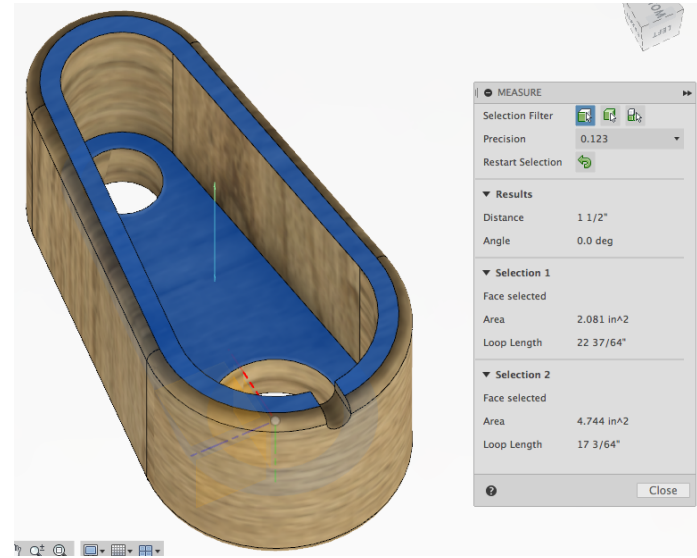 LEFT
MEASURE
Selection Filter
Precision 0.123
Restart Selection
Results
Distance 1 1/2"
Angle 0.0 deg
Selection 1
Face selected
Area 2.081 in^2
Loop Length 22 37/64"
Selection 2
Face selected
Area 4.744 in^2
Loop Length 17 3/64"
Close